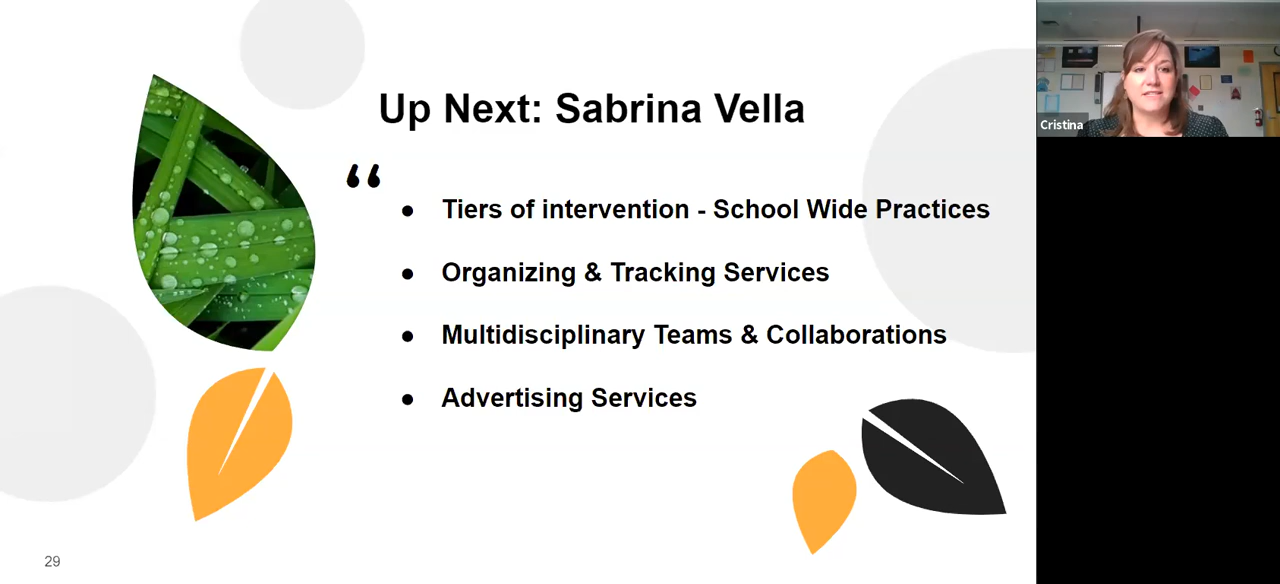 Up Next: Sabrina Vella
“
● Tiers of intervention - School Wide Practices
● Organizing & Tracking Services
● Multidisciplinary Teams & Collaborations
● Advertising Services
29
Cristina